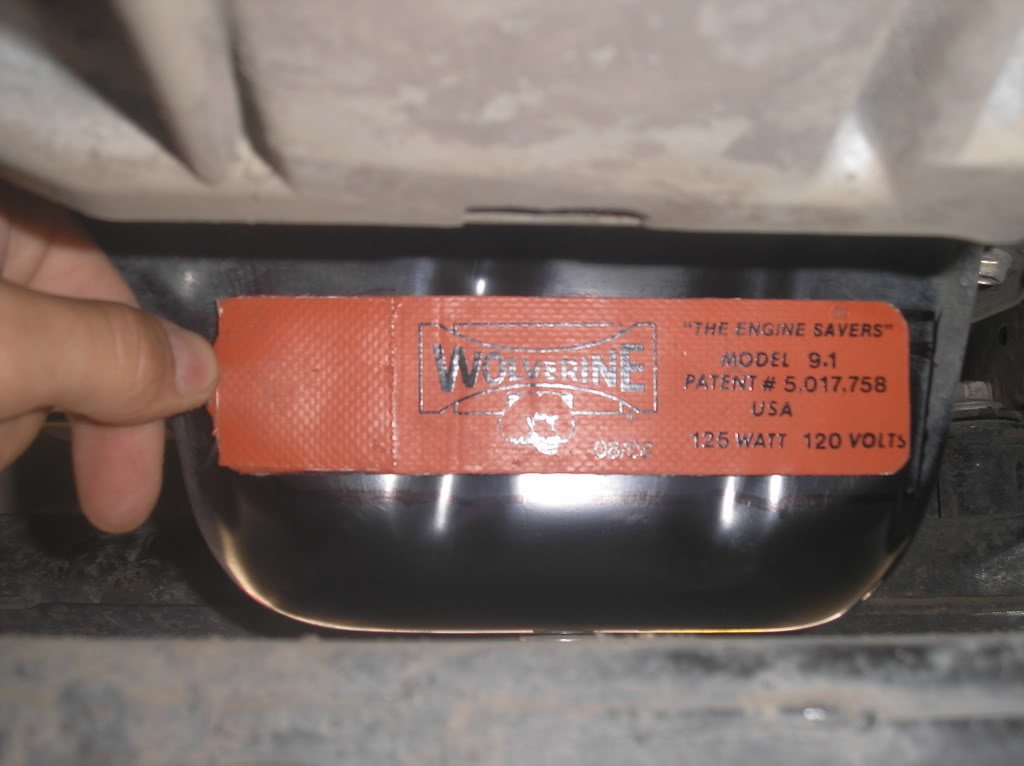 WOLVERINE
"THE ENGINE SAVERS"
MODEL 9.1
PATENT # 5.017.758
USA
125 WATT 120 VOLTS